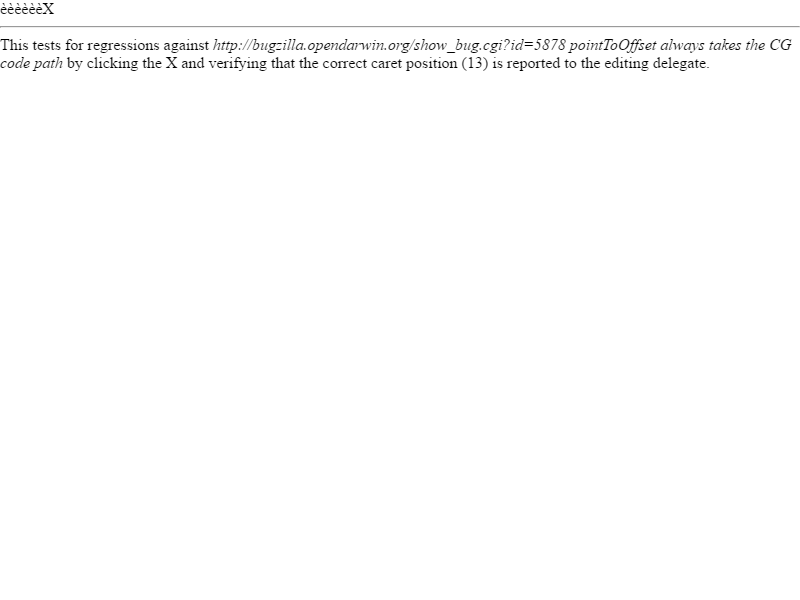 èèèèèèX
This tests for regressions against http://bugzilla.opendarwin.org/show_bug.cgi?id=5878 pointToOffset always takes the CG
code path by clicking the X and verifying that the correct caret position (13) is reported to the editing delegate.